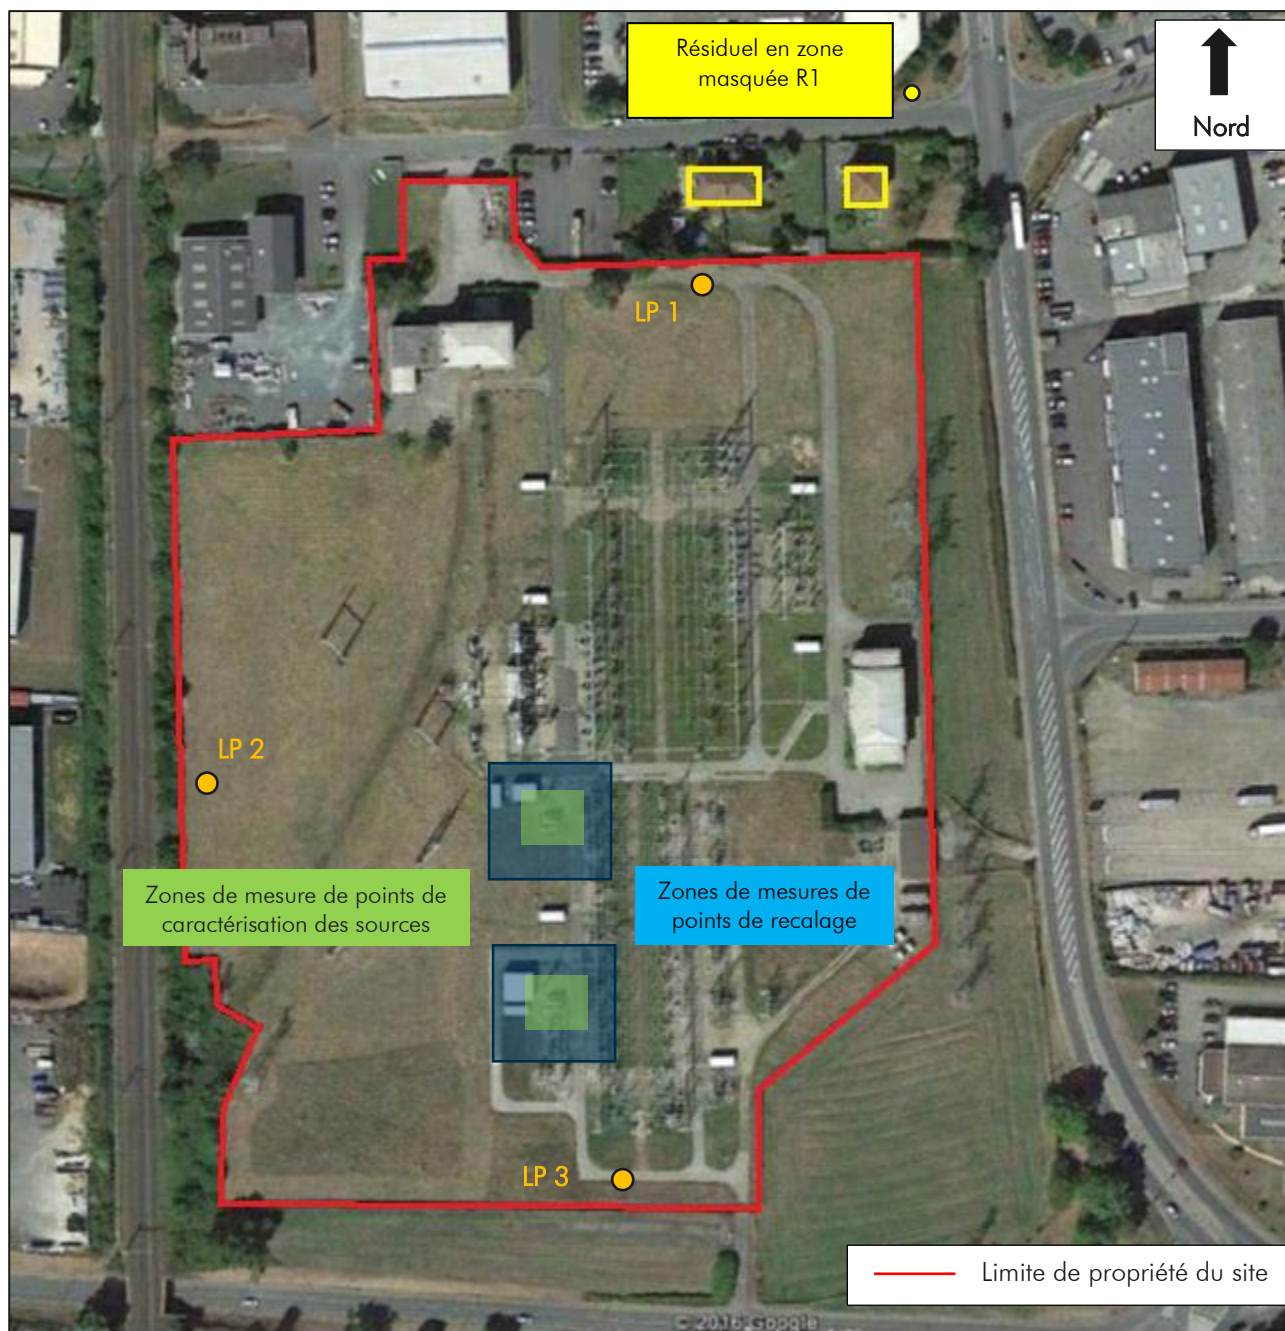 Résiduel en zone
masquée R1
Nord
LP 1
LP 2
Zones de mesure de points de
caractérisation des sources
Zones de mesures de
points de recalage
LP 3
Limite de propriété du site
© 2016 Google